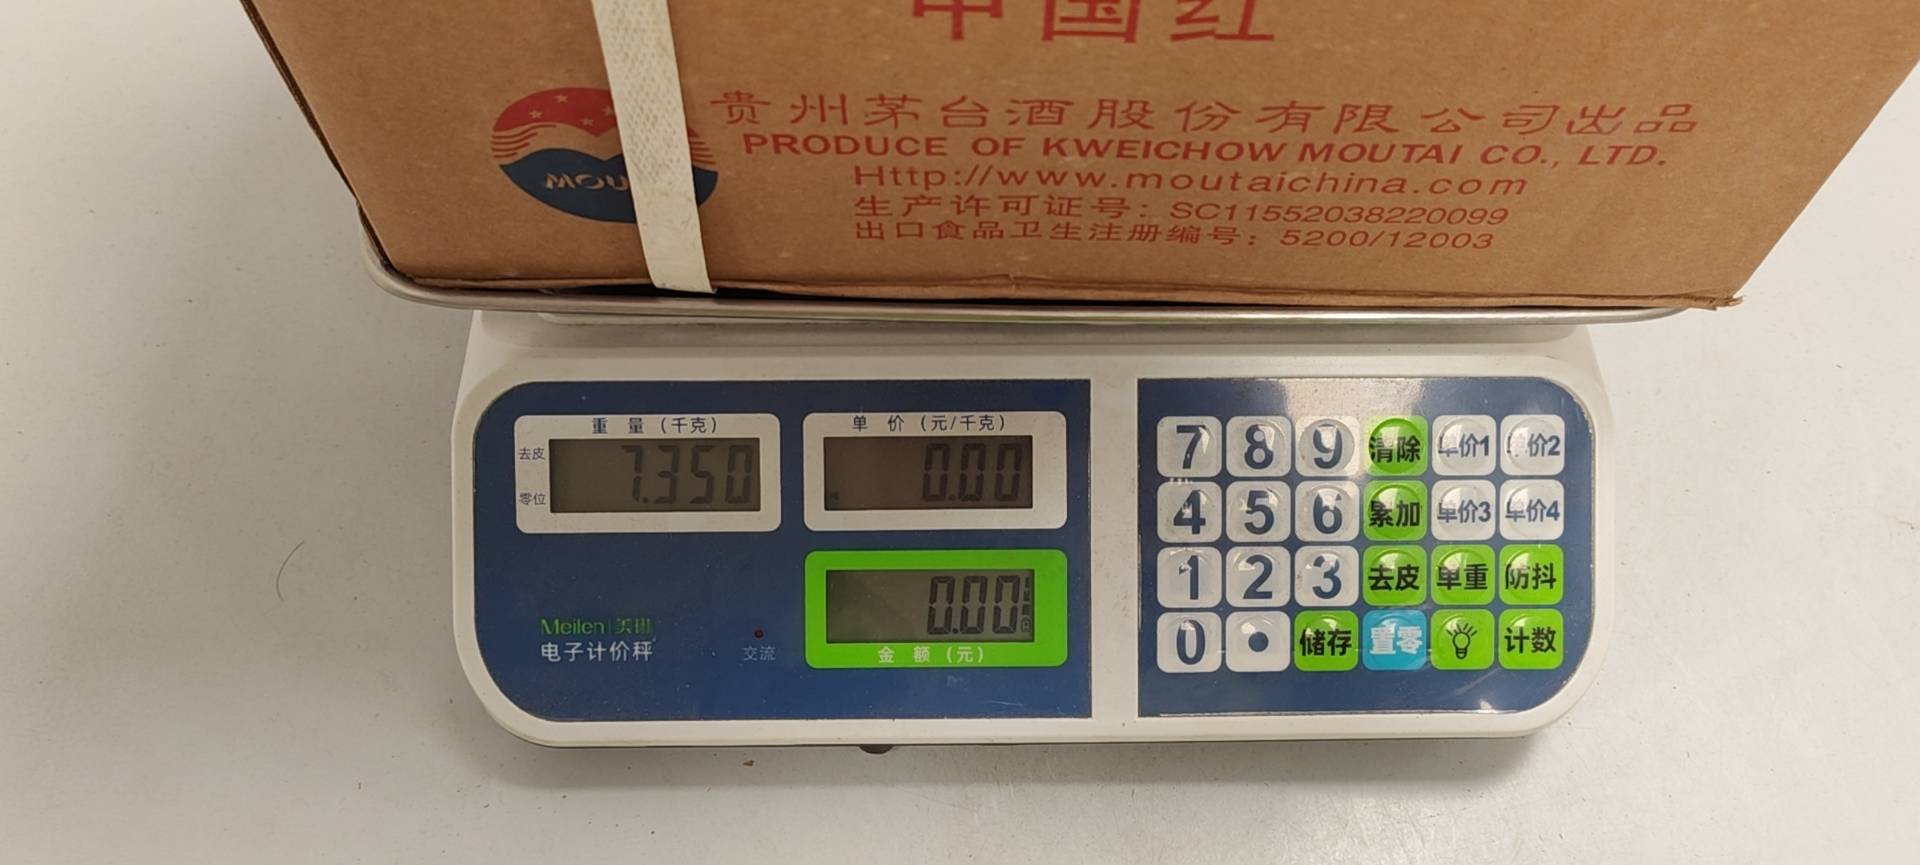 中国红
MOU
贵州茅台酒股份有限公司出品
PRODUCE OF KWEICHOW MOUTAI CO., LTD.
Http://www.moutaichina.com
生产许可证号：SC11552038220099
出口食品卫生注册编号：5200/12003
重量(千克)
去皮
零位
7.350
单价(元/千克)
0.00
0.00
金额(元)
Meilen|美琳
电子计价秤
交流
7 8 9 清除 单价1 单价2
4 5 6 累加 单价3 单价4
1 2 3 去皮 单重 防抖
0 • 储存 置零 计数